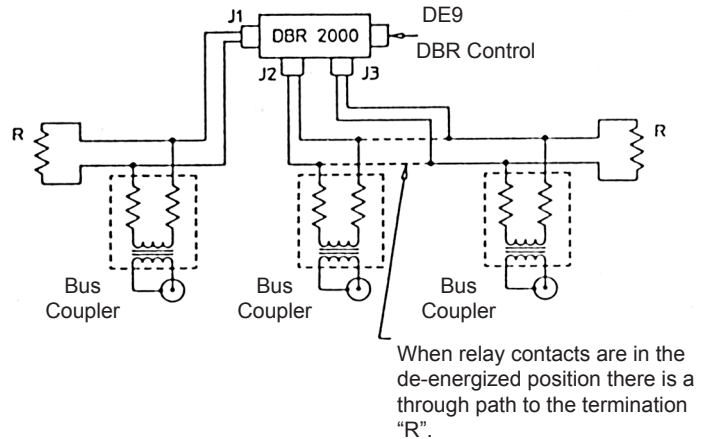 J1
DBR 2000
DE9
DBR Control
J2
J3
R
R
Bus
Coupler
Bus
Coupler
Bus
Coupler
When relay contacts are in the
de-energized position there is a
through path to the termination
“R”.